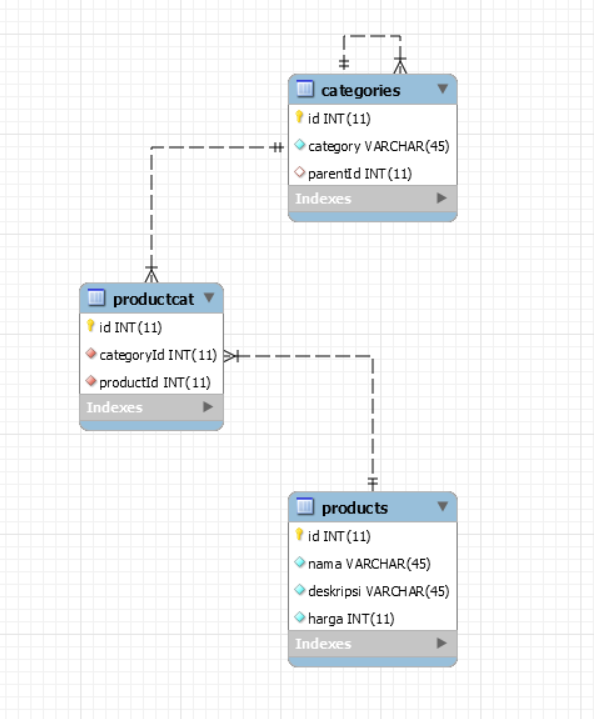 categories
id INT(11)
category VARCHAR(45)
parentId INT(11)
Indexes
productcat
id INT(11)
categoryId INT(11)
productId INT(11)
Indexes
products
id INT(11)
nama VARCHAR(45)
deskripsi VARCHAR(45)
harga INT(11)
Indexes